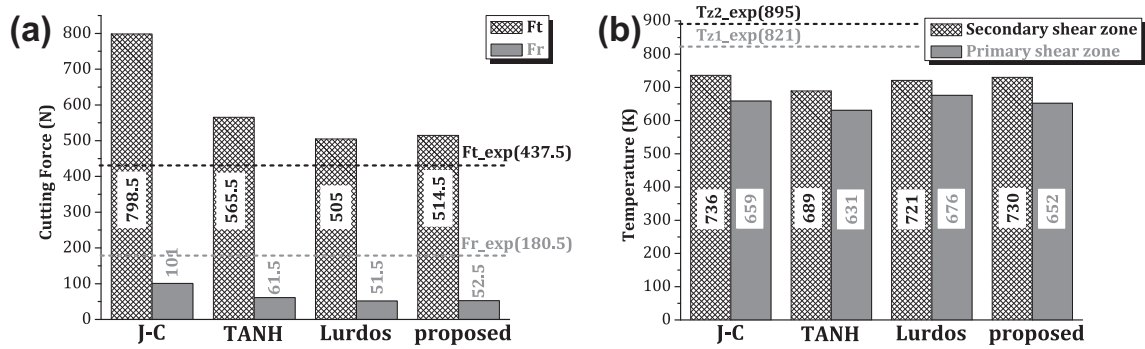 (a)
Cutting Force (N)
800
700
600
500
400
300
200
100
0
Ft
Fr
Ft_exp(437.5)
Fr_exp(180.5)
798.5
101
565.5
61.5
505
51.5
514.5
52.5
J-C
TANH
Lurdos
proposed
(b)
Temperature (K)
900
800
700
600
500
400
300
200
100
0
Tz2_exp(895)
Tz1_exp(821)
Secondary shear zone
Primary shear zone
736
659
689
631
721
676
730
652
J-C
TANH
Lurdos
proposed